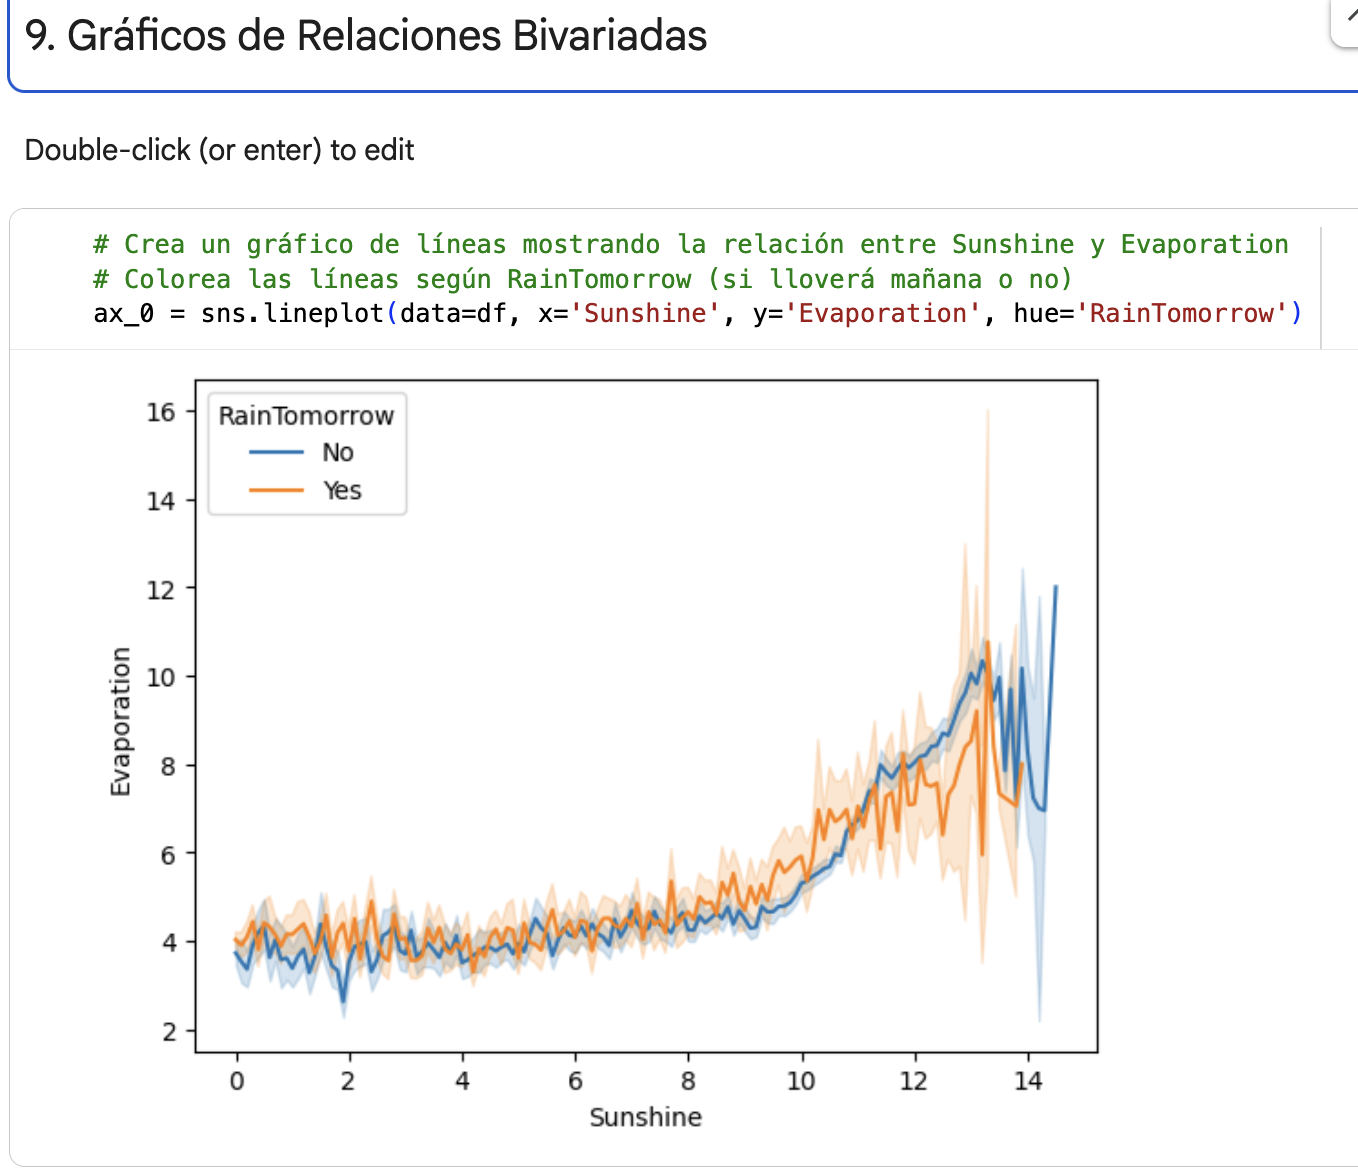 9. Gráficos de Relaciones Bivariadas
Double-click (or enter) to edit
# Crea un gráfico de líneas mostrando la relación entre Sunshine y Evaporation
# Colorea las líneas según RainTomorrow (si lloverá mañana o no)
ax_0 = sns.lineplot(data=df, x='Sunshine', y='Evaporation', hue='RainTomorrow')
RainTomorrow
No
Yes
16
14
12
10
8
6
4
2
Evaporation
0 2 4 6 8 10 12 14
Sunshine